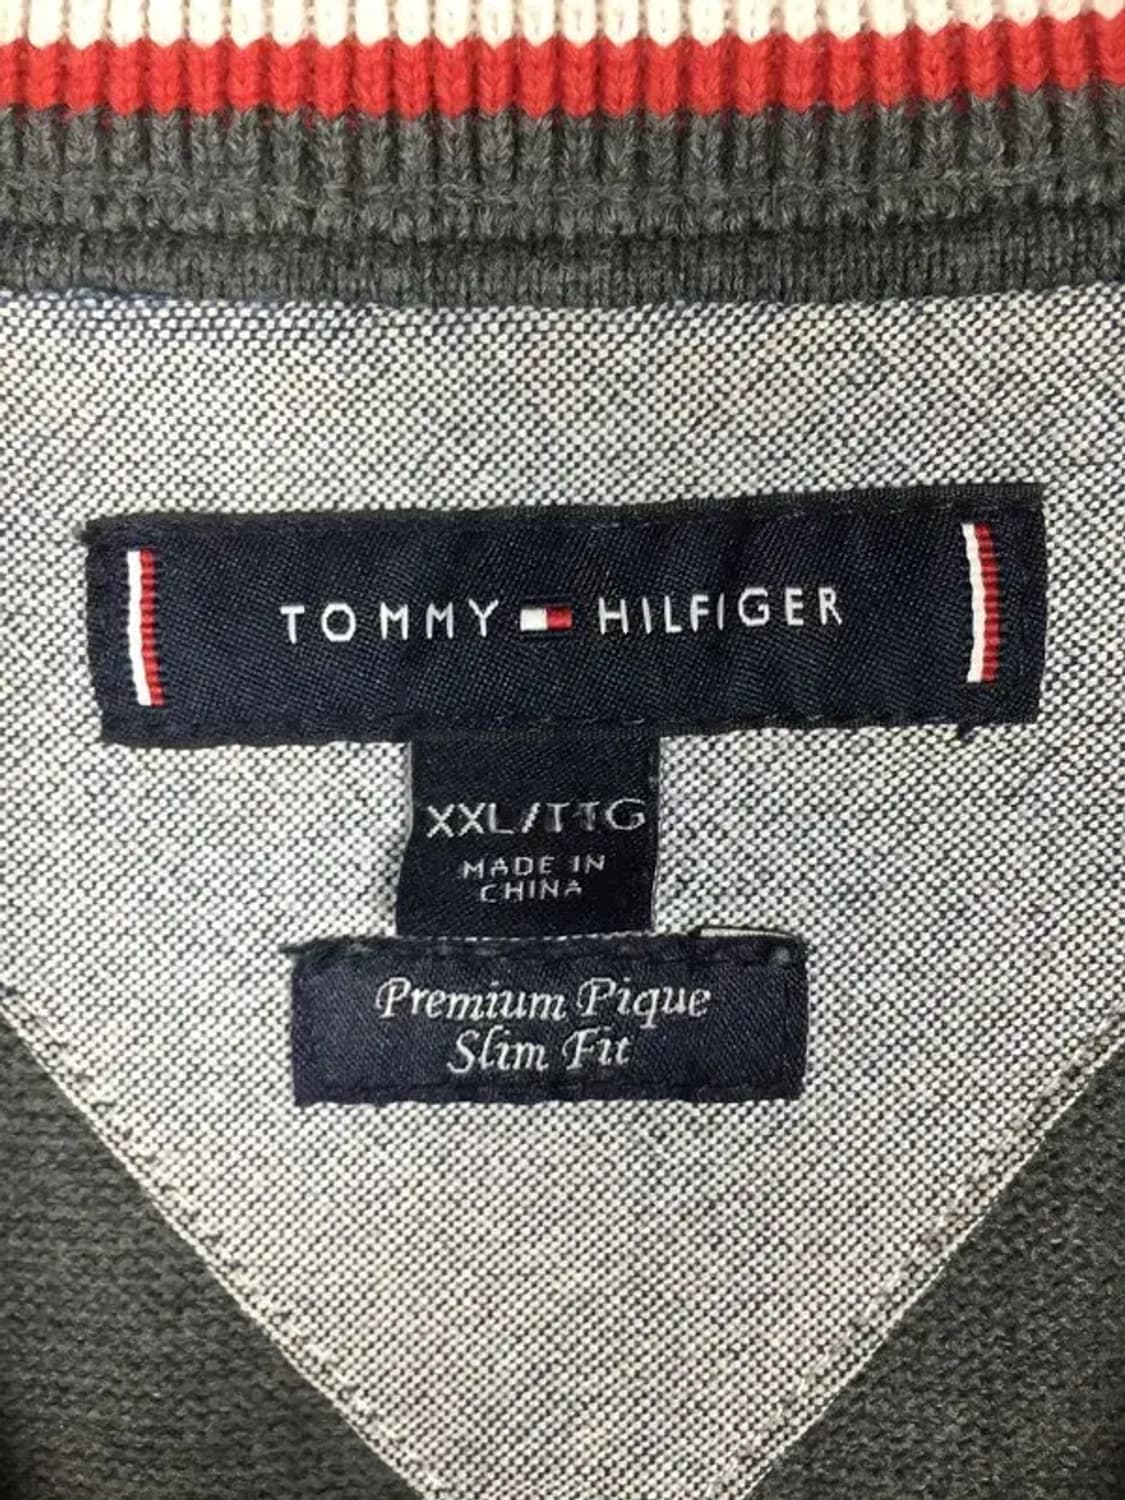 TOMMY HILFIGER
XXL/TTG
MADE IN
CHINA
Premium Pique
Slim Fit